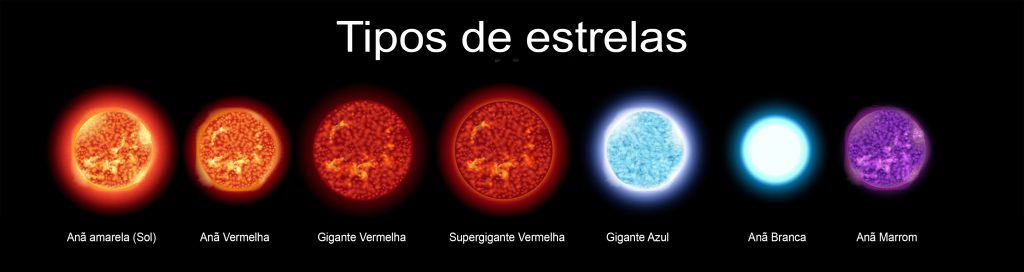 Tipos de estrelas
Anã amarela (Sol)
Anã Vermelha
Gigante Vermelha
Supergigante Vermelha
Gigante Azul
Anã Branca
Anã Marrom